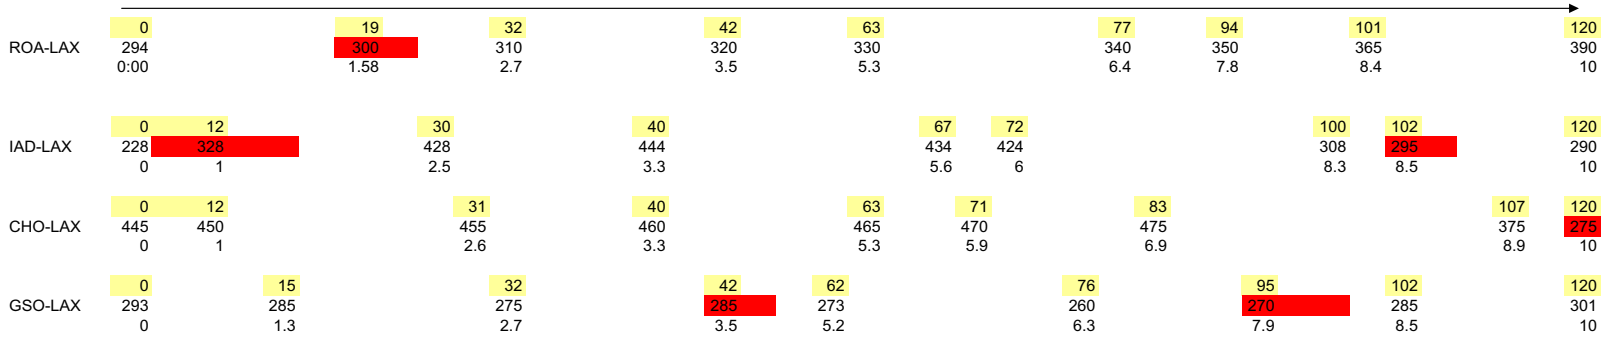 0 19 32 42 63 77 94 101 120
ROA-LAX 294 300 310 320 330 340 350 365 390
0:00 1.58 2.7 3.5 5.3 6.4 7.8 8.4 10
0 12 30 40 67 72 100 102 120
IAD-LAX 228 328 428 444 434 424 308 295 290
0 1 2.5 3.3 5.6 6 8.3 8.5 10
0 12 31 40 63 71 83 107 120
CHO-LAX 445 450 455 460 465 470 475 375 275
0 1 2.6 3.3 5.3 5.9 6.9 8.9 10
0 15 32 42 62 76 95 102 120
GSO-LAX 293 285 275 285 273 260 270 285 301
0 1.3 2.7 3.5 5.2 6.3 7.9 8.5 10